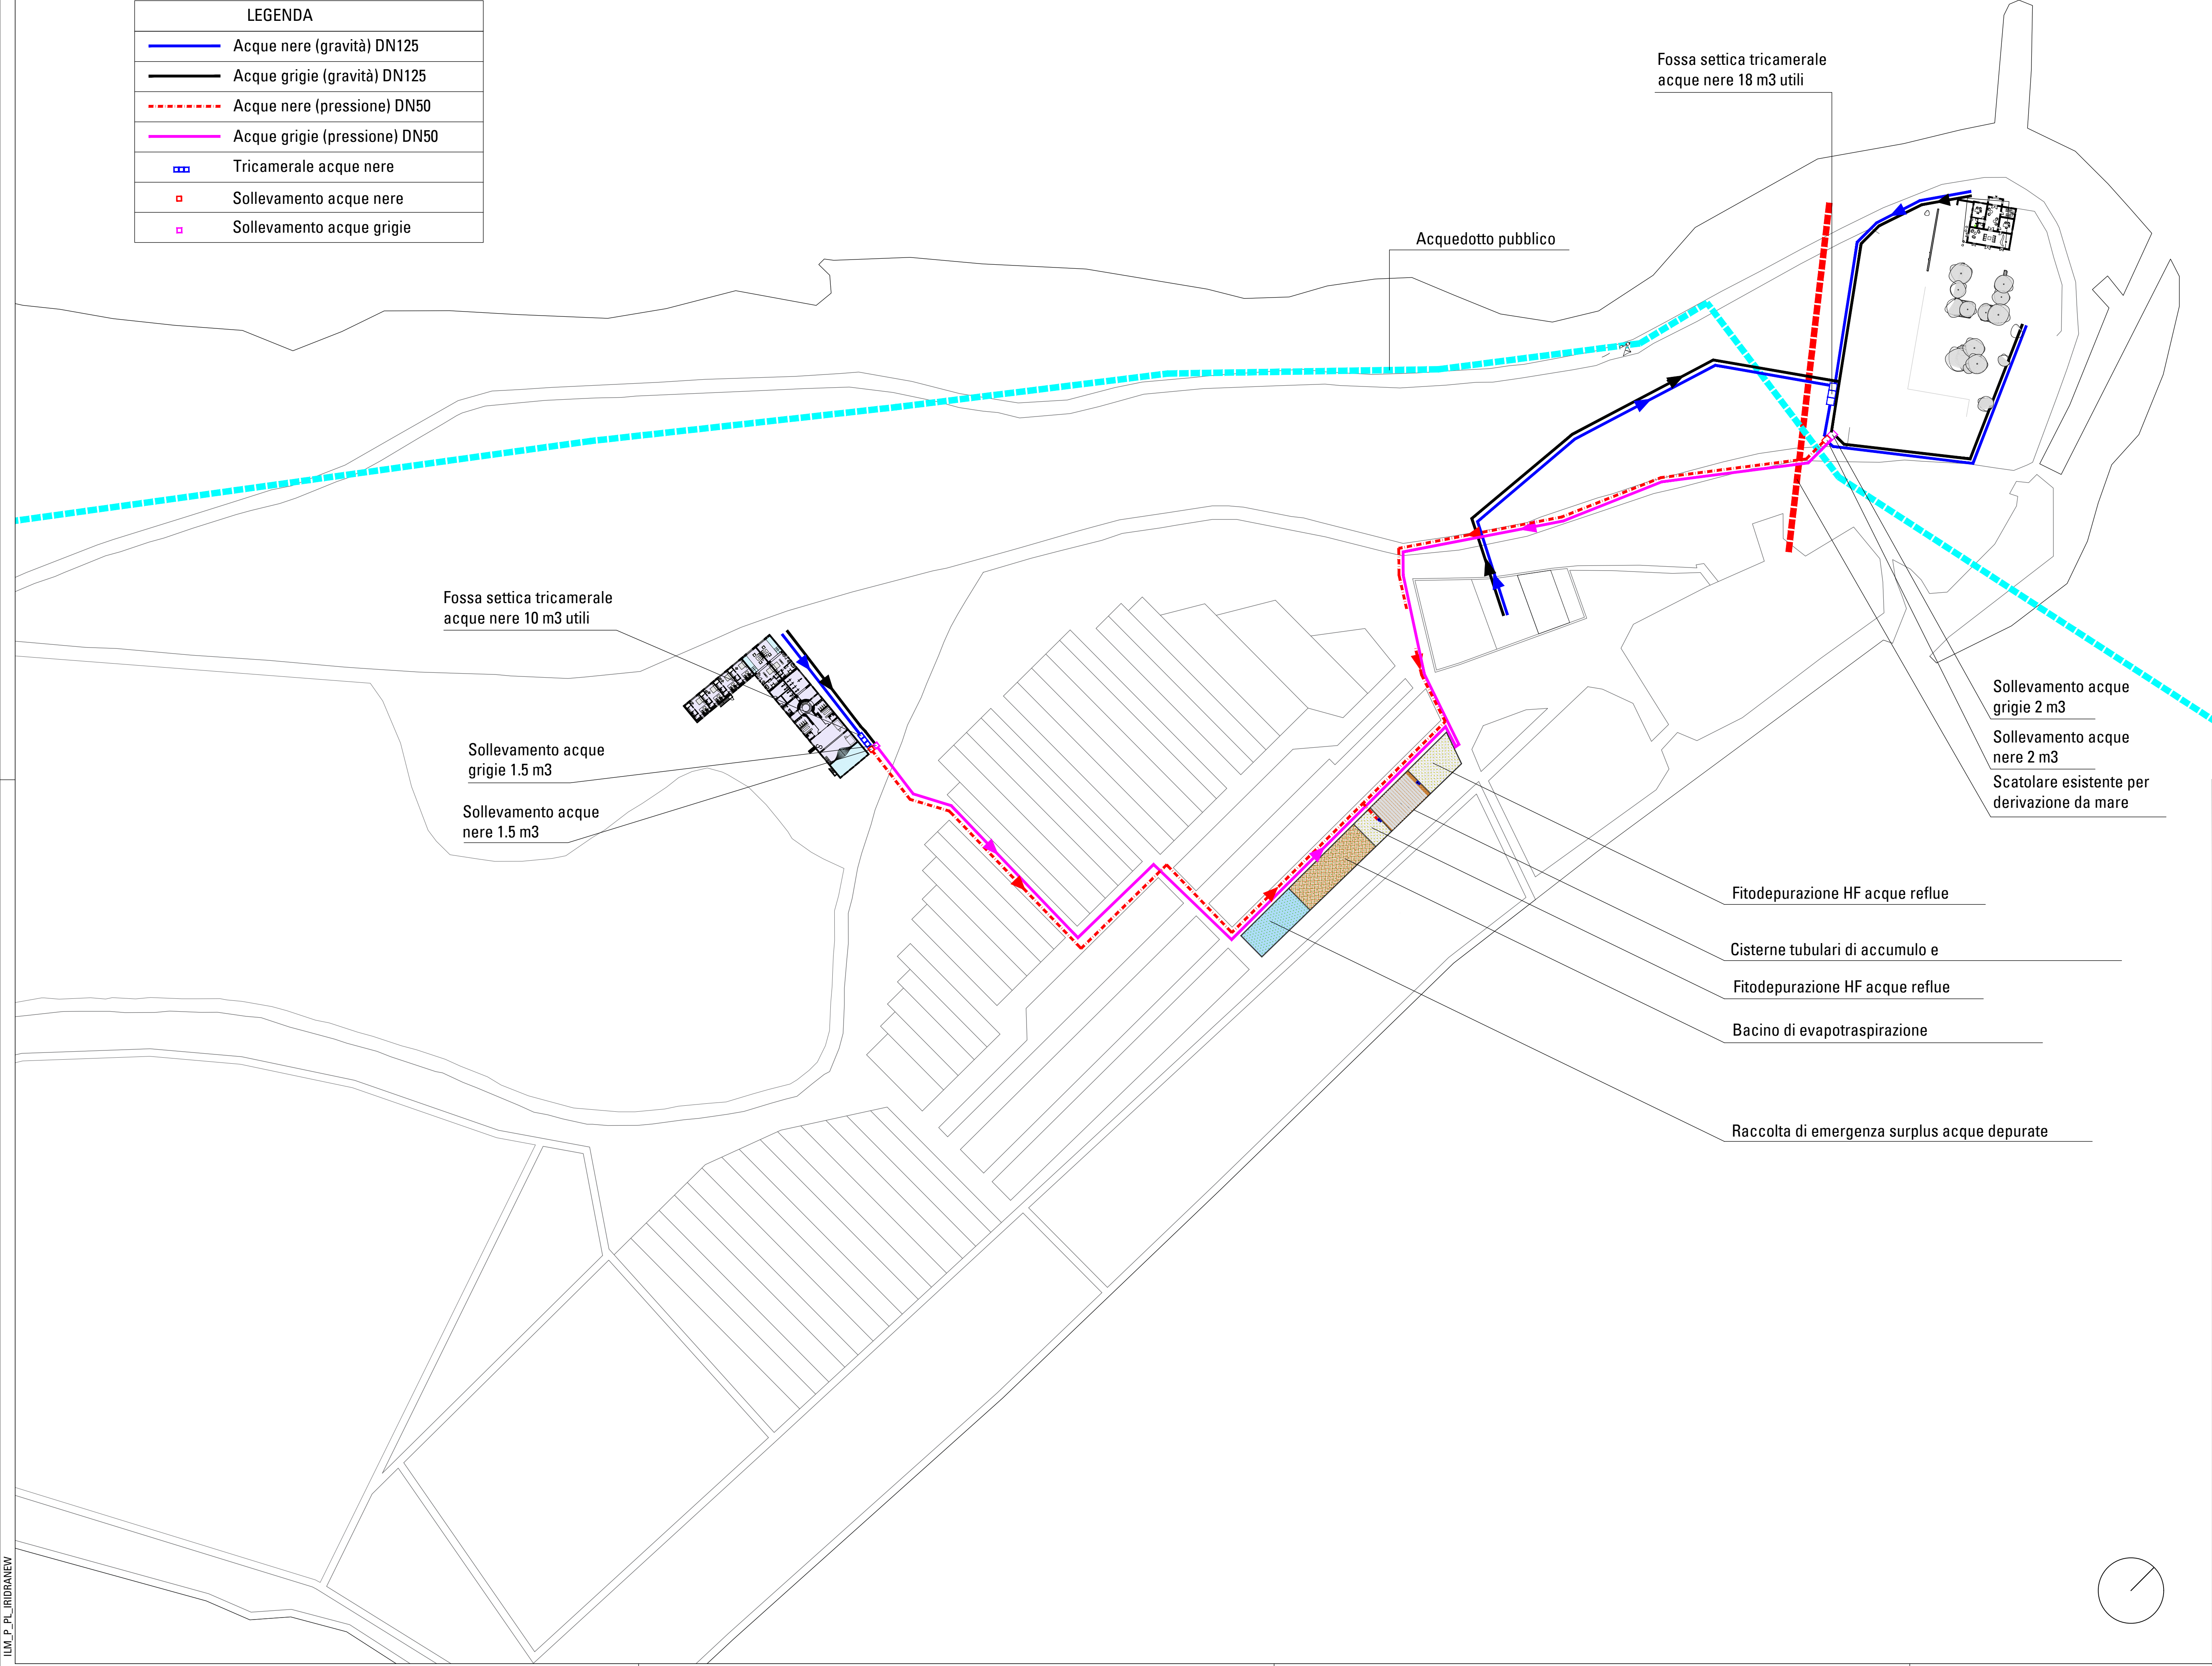 LEGENDA
Acque nere (gravità) DN125
Acque grigie (gravità) DN125
Acque nere (pressione) DN50
Acque grigie (pressione) DN50
Tricamerale acque nere
Sollevamento acque nere
Sollevamento acque grigie
Fossa settica tricamerale
acque nere 18 m3 utili
Acquedotto pubblico
Fossa settica tricamerale
acque nere 10 m3 utili
Sollevamento acque
grigie 1.5 m3
Sollevamento acque
nere 1.5 m3
Sollevamento acque
grigie 2 m3
Sollevamento acque
nere 2 m3
Scatolare esistente per
derivazione da mare
Fitodepurazione HF acque reflue
Cisterne tubulari di accumulo e
Fitodepurazione HF acque reflue
Bacino di evapotraspirazione
Raccolta di emergenza surplus acque depurate
ILM_P_PL_IRIDRANEW